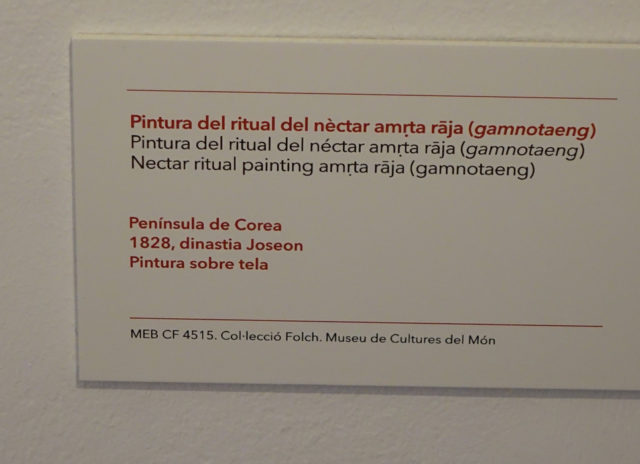 Pintura del ritual del nèctar amṛta rāja (gamnotaeng)
Pintura del ritual del néctar amṛta rāja (gamnotaeng)
Nectar ritual painting amṛta rāja (gamnotaeng)
Península de Corea
1828, dinastia Joseon
Pintura sobre tela
MEB CF 4515. Col·lecció Folch. Museu de Cultures del Món